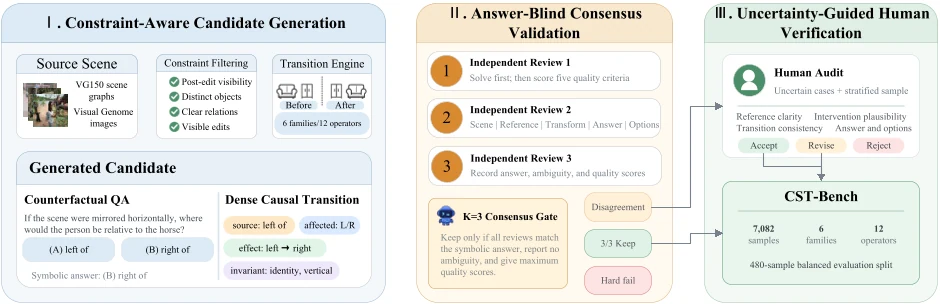 Ⅰ. Constraint-Aware Candidate Generation
Source Scene
VG150 scene
graphs
Visual Genome
images
Constraint Filtering
Post-edit visibility
Distinct objects
Clear relations
Visible edits
Transition Engine
Before
After
6 families/12 operators
Generated Candidate
Counterfactual QA
If the scene were mirrored horizontally, where
would the person be relative to the horse?
(A) left of
(B) right of
Symbolic answer: (B) right of
Dense Causal Transition
source: left of
affected: L/R
effect: left → right
invariant: identity, vertical
Ⅱ. Answer-Blind Consensus
Validation
1
Independent Review 1
Solve first; then score five quality criteria
2
Independent Review 2
Scene | Reference | Transform | Answer | Options
3
Independent Review 3
Record answer, ambiguity, and quality scores
K=3 Consensus Gate
Keep only if all reviews match
the symbolic answer, report no
ambiguity, and give maximum
quality scores.
Disagreement
3/3 Keep
Hard fail
Ⅲ. Uncertainty-Guided Human
Verification
Human Audit
Uncertain cases + stratified sample
Reference clarity
Intervention plausibility
Transition consistency
Answer and options
Accept
Revise
Reject
CST-Bench
7,082
6
12
samples
families
operators
480-sample balanced evaluation split